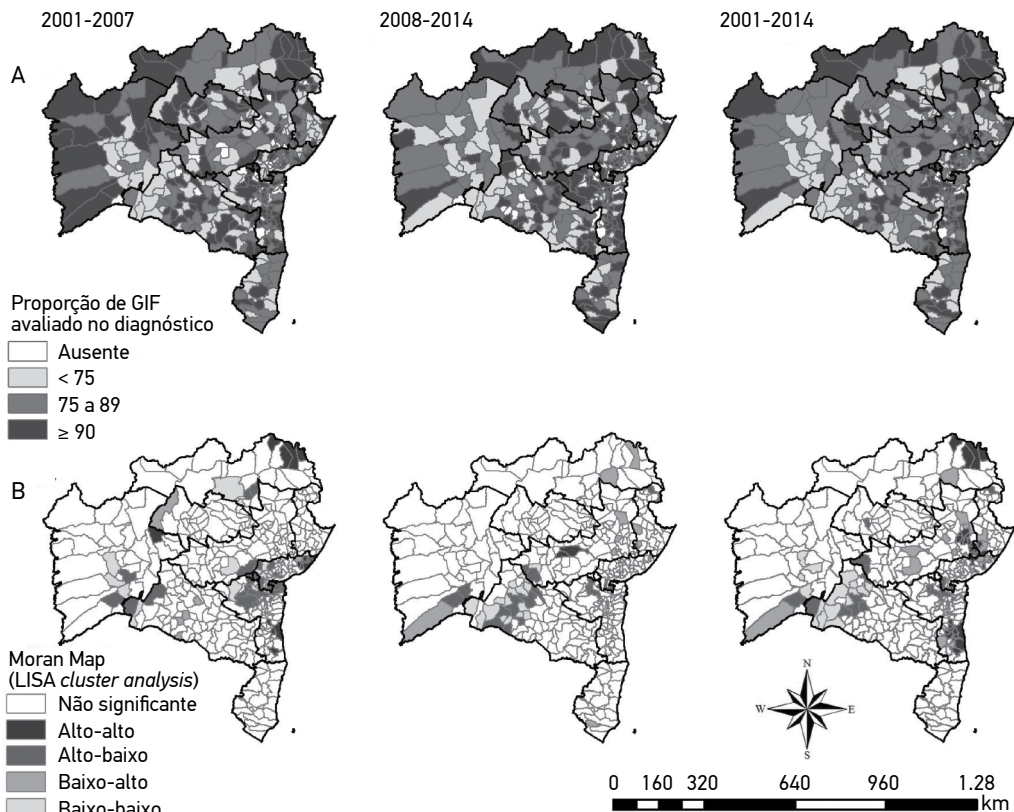 2001-2007
2008-2014
2001-2014
A
Proporção de GIF
avaliado no diagnóstico
Ausente
< 75
75 a 89
≥ 90
B
Moran Map
(LISA cluster analysis)
Não significante
Alto-alto
Alto-baixo
Baixo-alto
Baixo-baixo
N
W
E
S
0 160 320 640 960 1.28
km